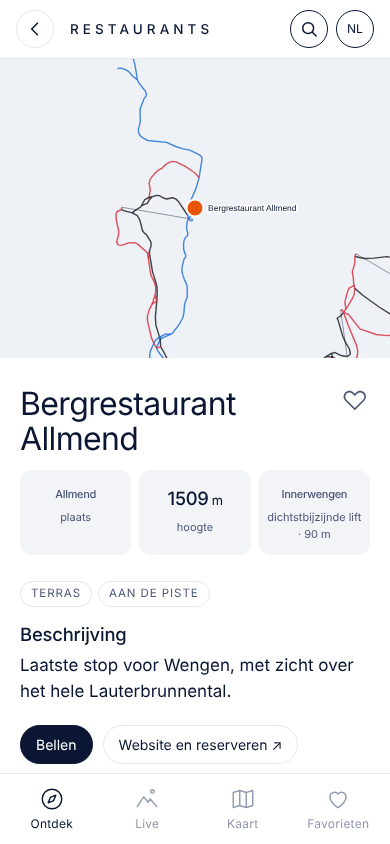 RESTAURANTS
NL
Bergrestaurant Allmend
Bergrestaurant
Allmend
Allmend
plaats
1509 m
hoogte
Innerwengen
dichtstbijzijnde lift
· 90 m
TERRAS
AAN DE PISTE
Beschrijving
Laatste stop voor Wengen, met zicht over
het hele Lauterbrunnental.
Bellen
Website en reserveren ↗
Ontdek
Live
Kaart
Favorieten